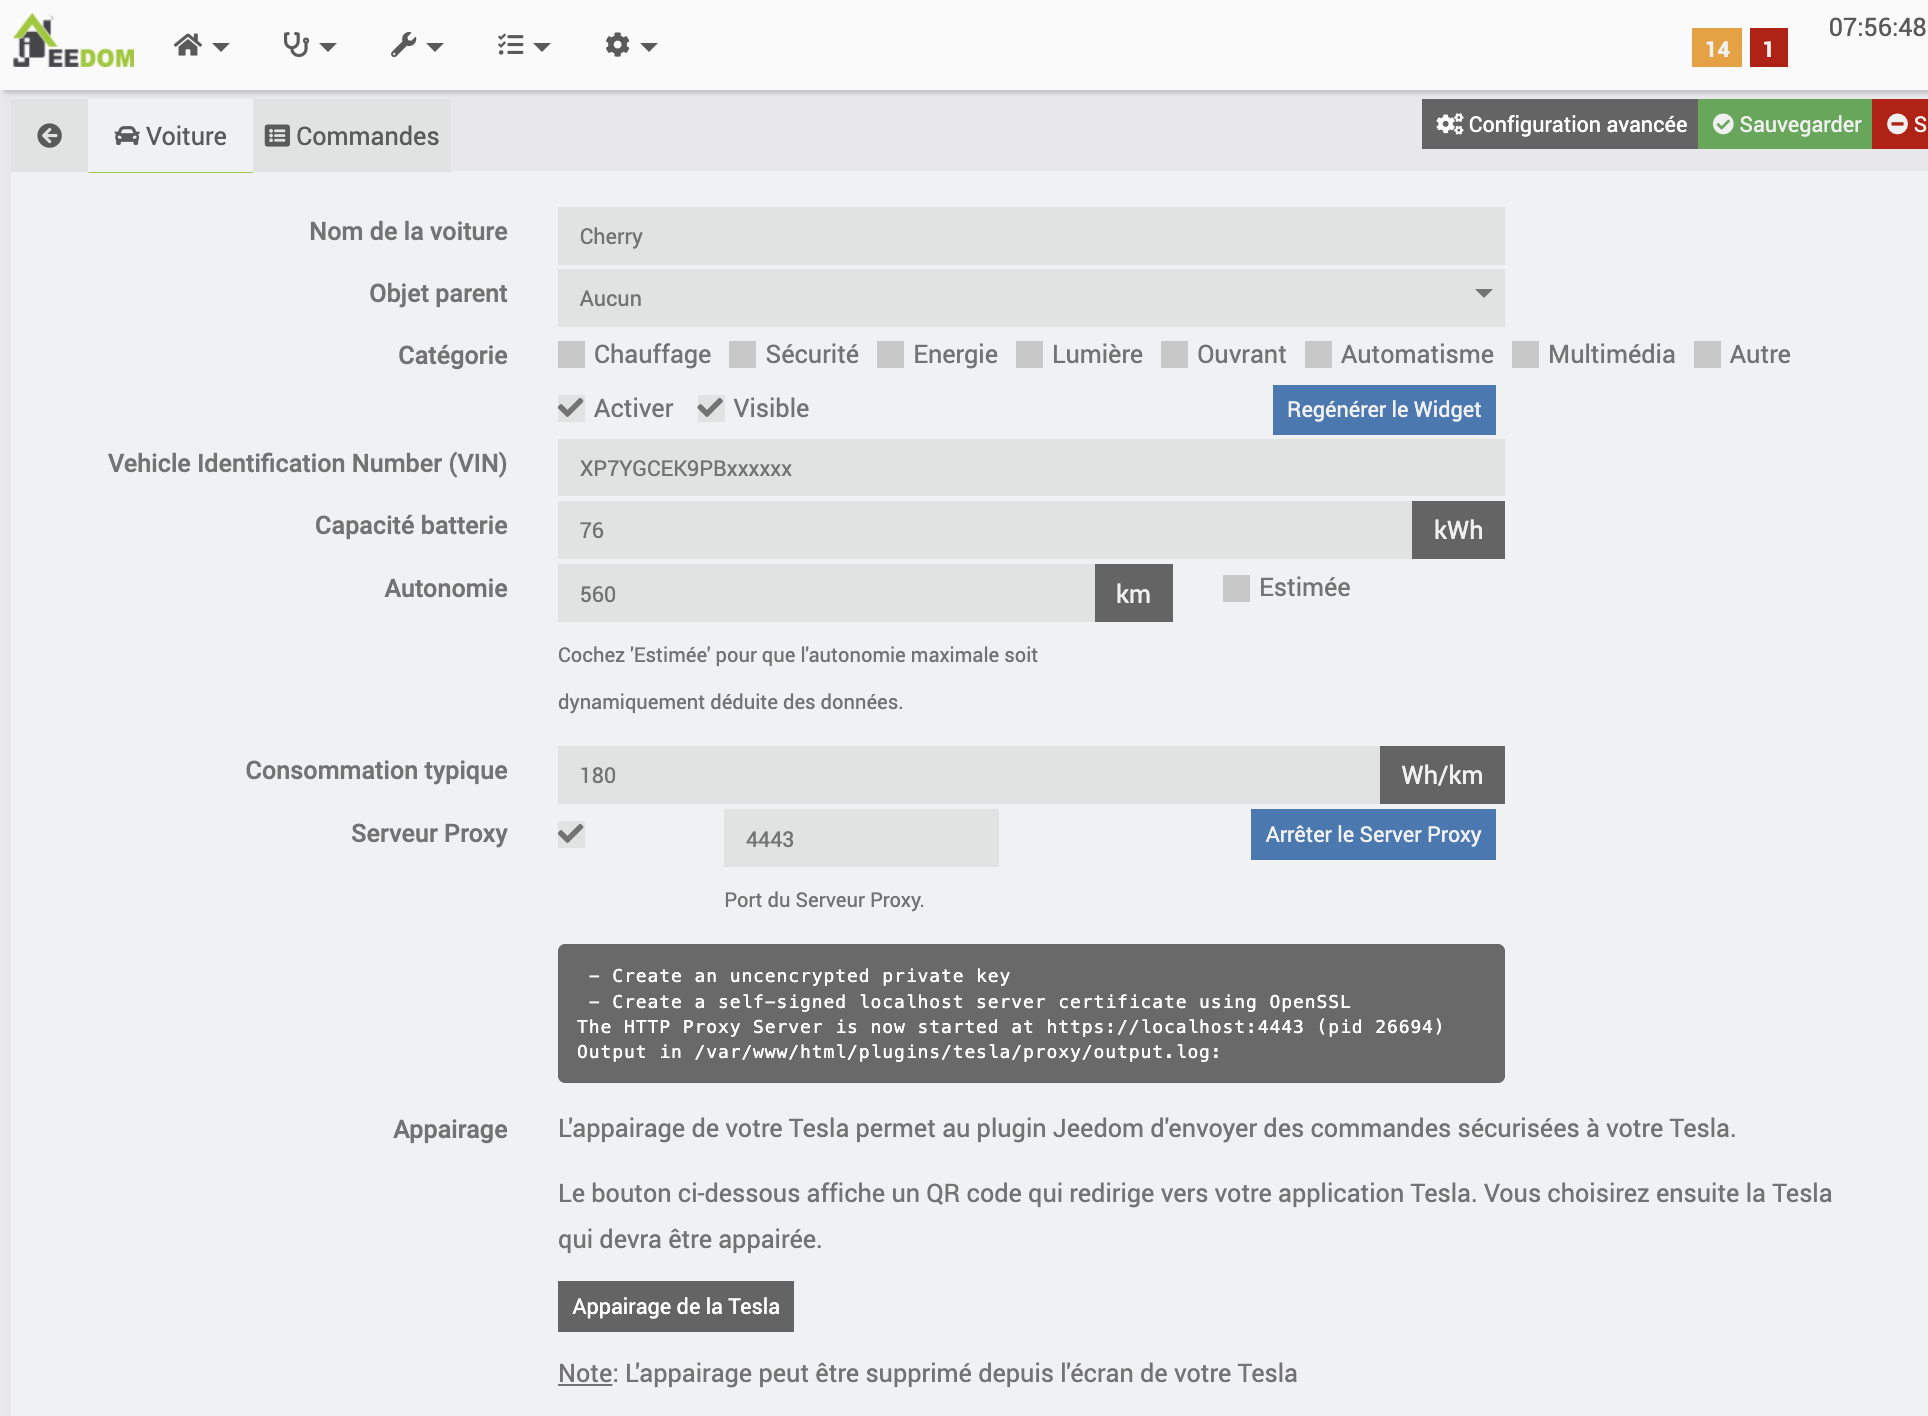 JEEDOM
14
1
07:56:48
Voiture
Commandes
Configuration avancée
Sauvegarder
S
Nom de la voiture
Cherry
Objet parent
Aucun
Catégorie
Chauffage
Sécurité
Energie
Lumière
Ouvrant
Automatisme
Multimédia
Autre
Activer
Visible
Regénérer le Widget
Vehicle Identification Number (VIN)
XP7YGCEK9PBxxxxxx
Capacité batterie
76
kWh
Autonomie
560
km
Estimée
Cochez 'Estimée' pour que l'autonomie maximale soit
dynamiquement déduite des données.
Consommation typique
180
Wh/km
Serveur Proxy
4443
Arrêter le Server Proxy
Port du Serveur Proxy.
– Create an uncencrypted private key
– Create a self-signed localhost server certificate using OpenSSL
The HTTP Proxy Server is now started at https://localhost:4443 (pid 26694)
Output in /var/www/html/plugins/tesla/proxy/output.log:
Appairage
L'appairage de votre Tesla permet au plugin Jeedom d'envoyer des commandes sécurisées à votre Tesla.
Le bouton ci-dessous affiche un QR code qui redirige vers votre application Tesla. Vous choisirez ensuite la Tesla
qui devra être appairée.
Appairage de la Tesla
Note: L'appairage peut être supprimé depuis l'écran de votre Tesla